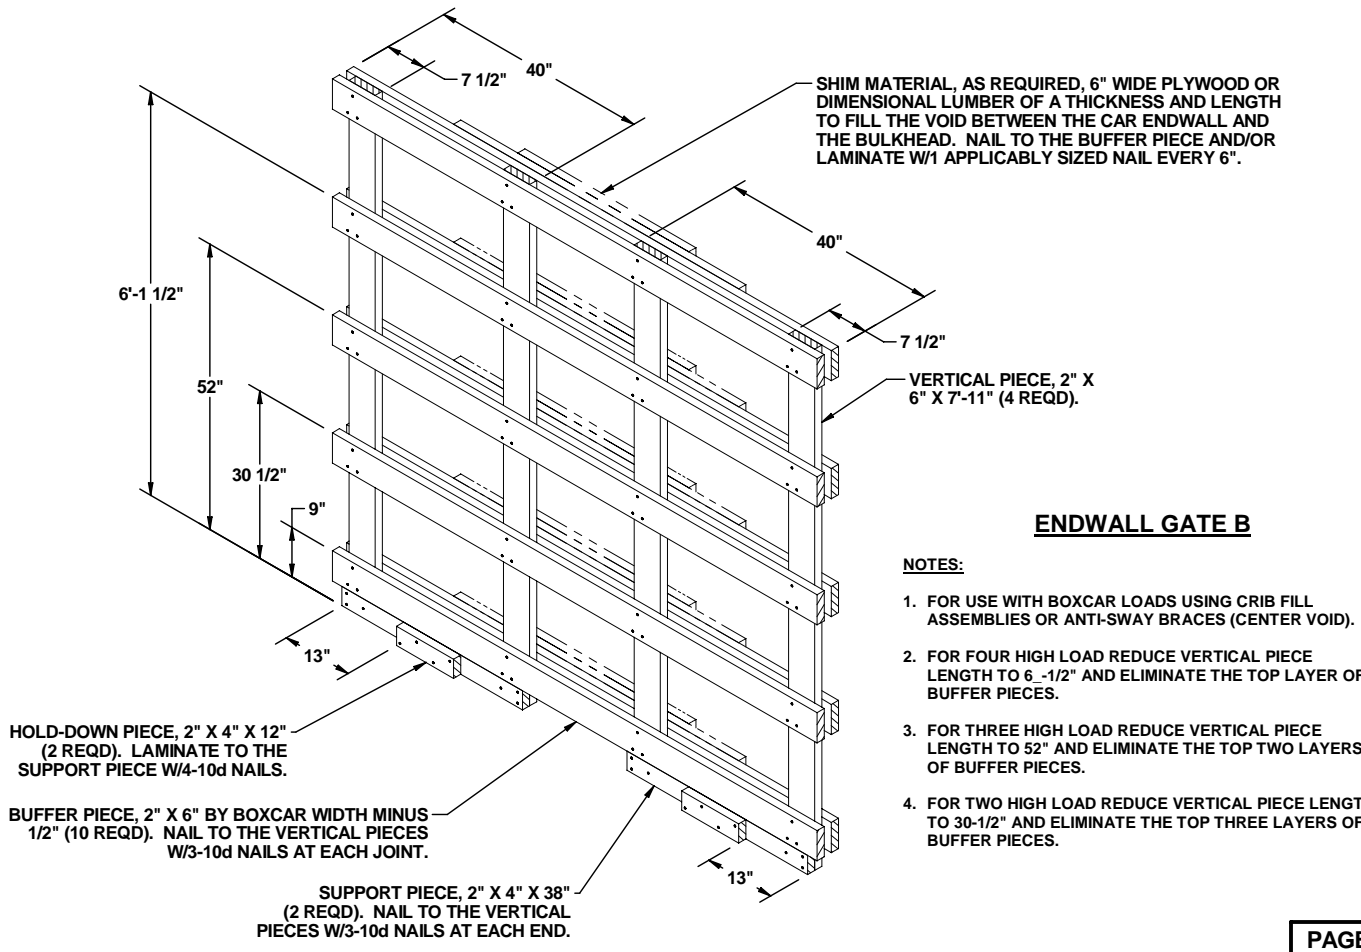 40"
7 1/2"
SHIM MATERIAL, AS REQUIRED, 6" WIDE PLYWOOD OR
DIMENSIONAL LUMBER OF A THICKNESS AND LENGTH
TO FILL THE VOID BETWEEN THE CAR ENDWALL AND
THE BULKHEAD. NAIL TO THE BUFFER PIECE AND/OR
LAMINATE W/1 APPLICABLY SIZED NAIL EVERY 6".
40"
6'-1 1/2"
7 1/2"
VERTICAL PIECE, 2" X
6" X 7'-11" (4 REQD).
52"
30 1/2"
9"
ENDWALL GATE B
NOTES:
1. FOR USE WITH BOXCAR LOADS USING CRIB FILL
ASSEMBLIES OR ANTI-SWAY BRACES (CENTER VOID).
2. FOR FOUR HIGH LOAD REDUCE VERTICAL PIECE
LENGTH TO 6_-1/2" AND ELIMINATE THE TOP LAYER OF
BUFFER PIECES.
3. FOR THREE HIGH LOAD REDUCE VERTICAL PIECE
LENGTH TO 52" AND ELIMINATE THE TOP TWO LAYERS
OF BUFFER PIECES.
4. FOR TWO HIGH LOAD REDUCE VERTICAL PIECE LENGT
TO 30-1/2" AND ELIMINATE THE TOP THREE LAYERS OF
BUFFER PIECES.
13"
HOLD-DOWN PIECE, 2" X 4" X 12"
(2 REQD). LAMINATE TO THE
SUPPORT PIECE W/4-10d NAILS.
BUFFER PIECE, 2" X 6" BY BOXCAR WIDTH MINUS
1/2" (10 REQD). NAIL TO THE VERTICAL PIECES
W/3-10d NAILS AT EACH JOINT.
13"
SUPPORT PIECE, 2" X 4" X 38"
(2 REQD). NAIL TO THE VERTICAL
PIECES W/3-10d NAILS AT EACH END.
PAGE